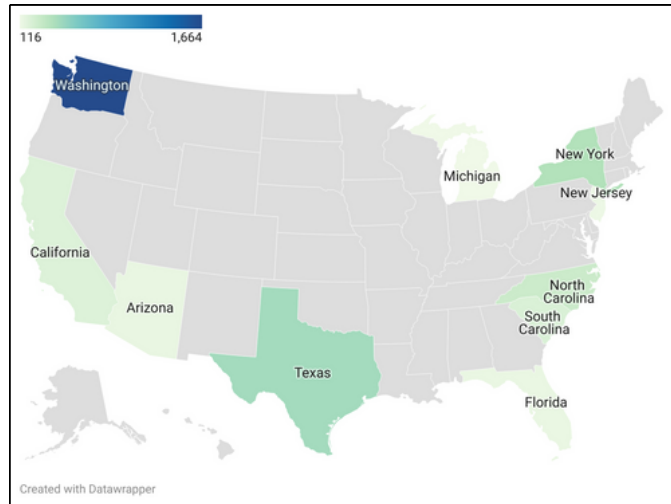 116 1,664
Washington
New York
Michigan
New Jersey
California
North
Carolina
Arizona
South
Carolina
Texas
Florida
Created with Datawrapper